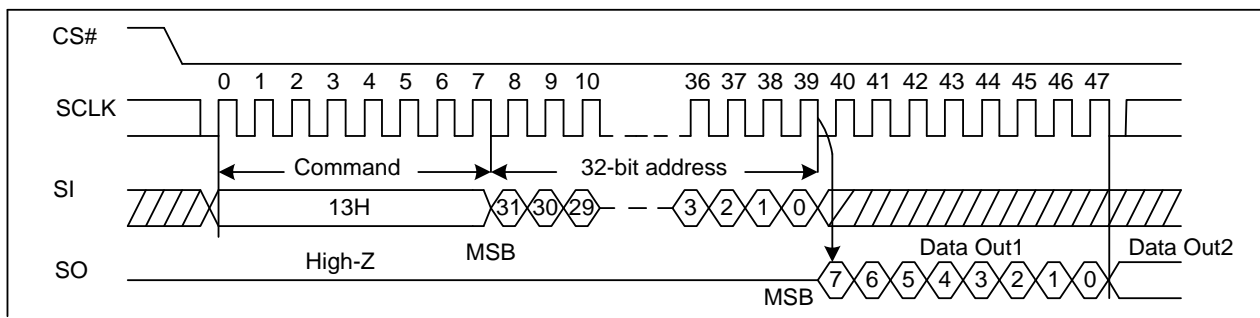 CS#
0 1 2 3 4 5 6 7 8 9 10 36 37 38 39 40 41 42 43 44 45 46 47
SCLK
Command 32-bit address
SI
13H 31 30 29 3 2 1 0
High-Z MSB Data Out1 Data Out2
SO
MSB 7 6 5 4 3 2 1 0